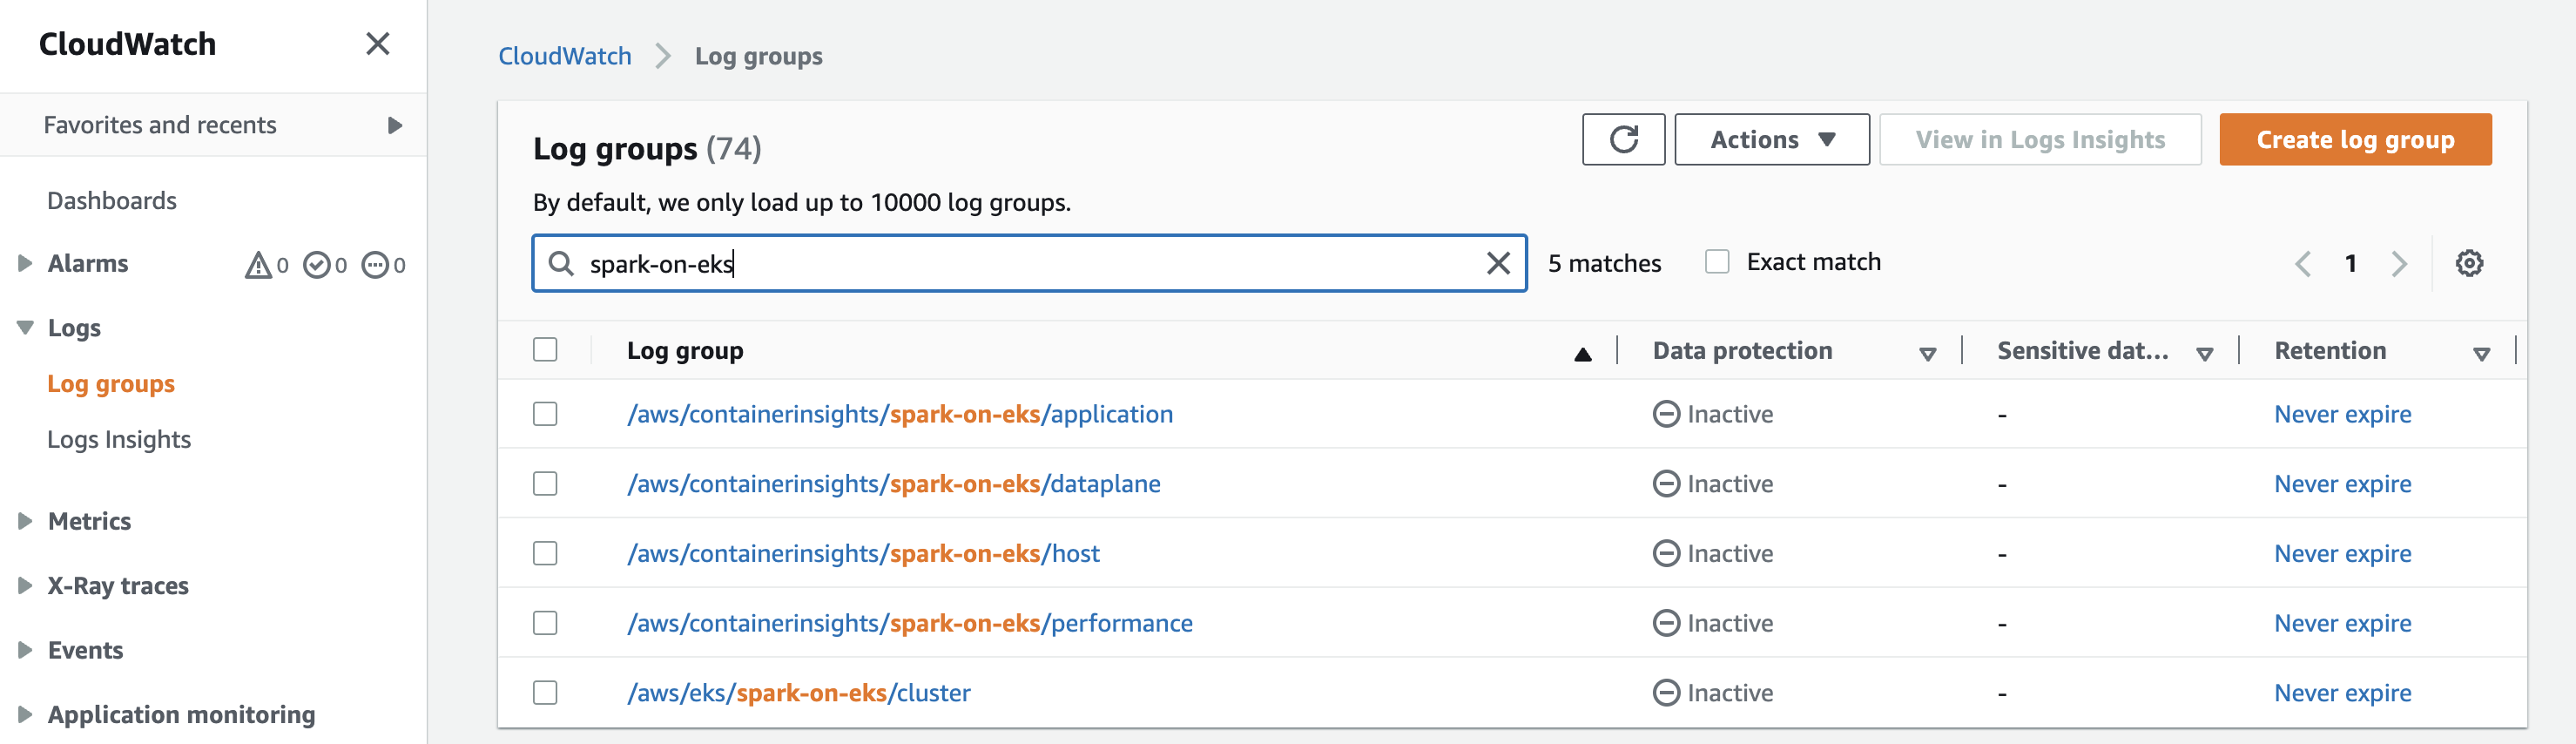 CloudWatch
Favorites and recents
Dashboards
Alarms 0 0 0
Logs
Log groups
Logs Insights
Metrics
X-Ray traces
Events
Application monitoring
CloudWatch Log groups
Log groups (74)
Actions View in Logs Insights Create log group
By default, we only load up to 10000 log groups.
spark-on-eks 5 matches Exact match 1
Log group Data protection Sensitive dat... Retention
/aws/containerinsights/spark-on-eks/application Inactive - Never expire
/aws/containerinsights/spark-on-eks/dataplane Inactive - Never expire
/aws/containerinsights/spark-on-eks/host Inactive - Never expire
/aws/containerinsights/spark-on-eks/performance Inactive - Never expire
/aws/eks/spark-on-eks/cluster Inactive - Never expire